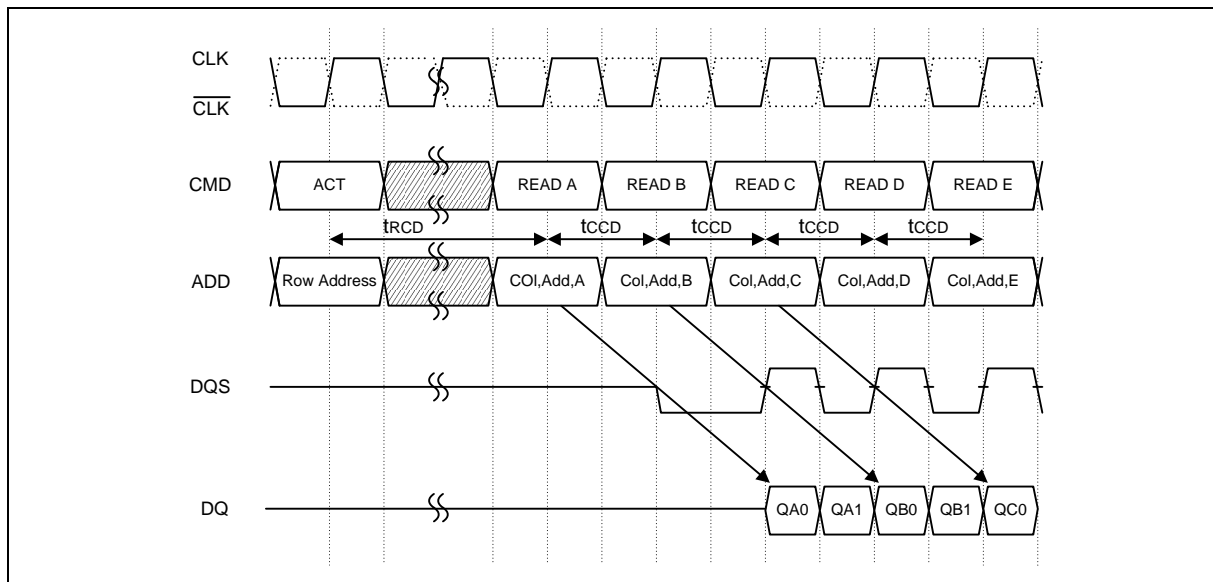 CLK
CLK
CMD
ACT
READ A
READ B
READ C
READ D
READ E
tRCD
tCCD
tCCD
tCCD
tCCD
ADD
Row Address
COl,Add,A
Col,Add,B
Col,Add,C
Col,Add,D
Col,Add,E
DQS
DQ
QA0
QA1
QB0
QB1
QC0